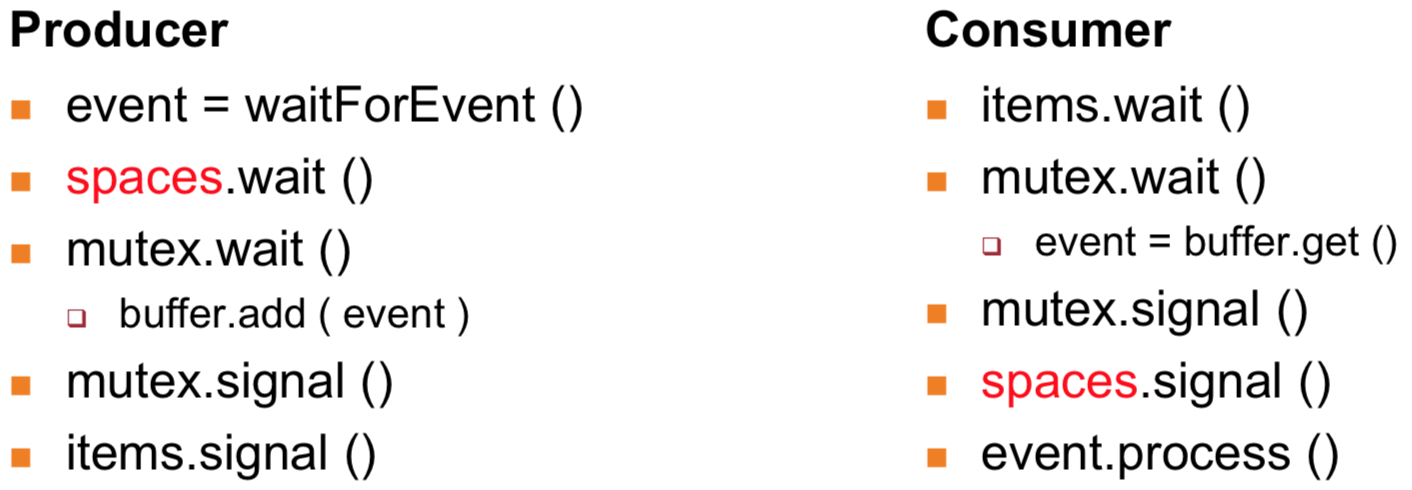 Producer
event = waitForEvent ()
spaces.wait ()
mutex.wait ()
buffer.add ( event )
mutex.signal ()
items.signal ()
Consumer
items.wait ()
mutex.wait ()
event = buffer.get ()
mutex.signal ()
spaces.signal ()
event.process ()